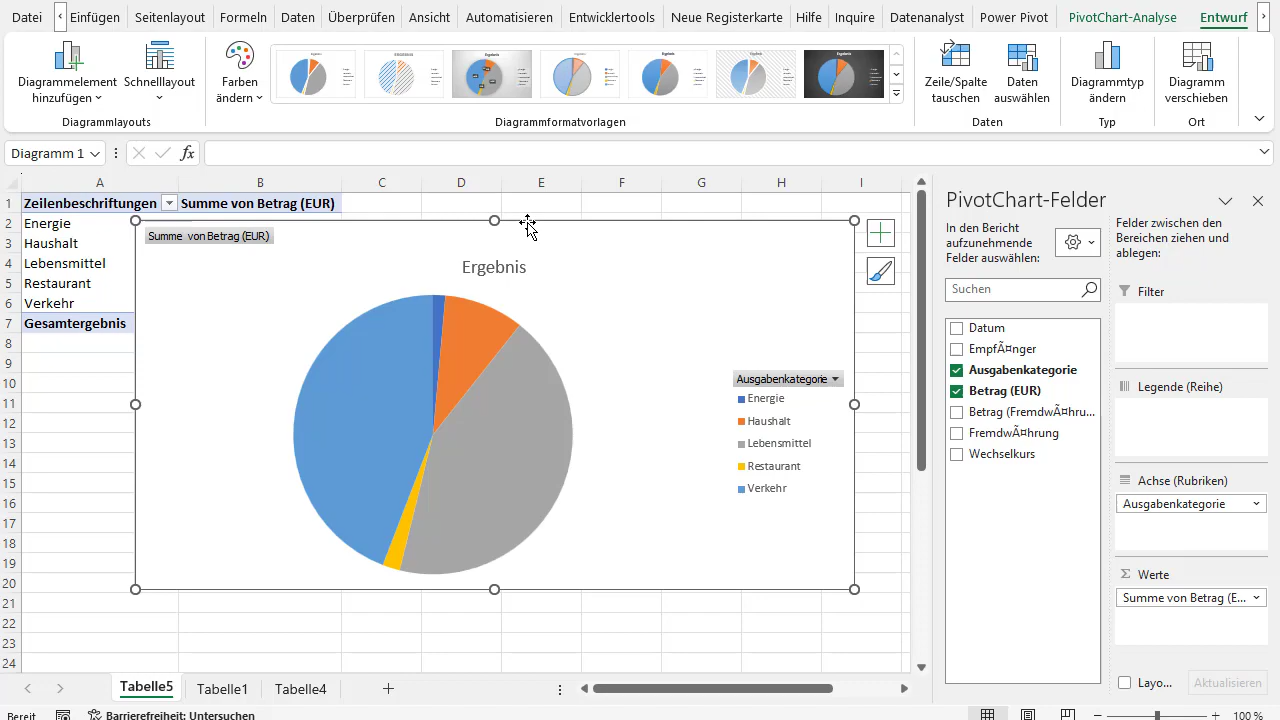 Datei
Einfügen
Seitenlayout
Formeln
Daten
Überprüfen
Ansicht
Automatisieren
Entwicklertools
Neue Registerkarte
Hilfe
Inquire
Datenanalyst
Power Pivot
PivotChart-Analyse
Entwurf
Diagrammelement
hinzufügen
Schnelllayout
Farben
ändern
Zeile/Spalte
tauschen
Daten
auswählen
Diagrammtyp
ändern
Diagramm
verschieben
Diagrammlayouts
Diagrammformatvorlagen
Daten
Typ
Ort
Diagramm 1
fx
A B C D E F G H I
1 Zeilenbeschriftungen Summe von Betrag (EUR)
2 Energie
3 Haushalt
4 Lebensmittel
5 Restaurant
6 Verkehr
7 Gesamtergebnis
8
9
10
11
12
13
14
15
16
17
18
19
20
21
22
23
24
Summe von Betrag (EUR)
Ergebnis
Ausgabenkategorie
Energie
Haushalt
Lebensmittel
Restaurant
Verkehr
PivotChart-Felder
In den Bericht
aufzunehmende
Felder auswählen:
Suchen
Datum
EmpfÃ¤nger
Ausgabenkategorie
Betrag (EUR)
Betrag (FremdwÃ¤hru...
FremdwÃ¤hrung
Wechselkurs
Felder zwischen den
Bereichen ziehen und
ablegen:
Filter
Legende (Reihe)
Achse (Rubriken)
Ausgabenkategorie
Σ Werte
Summe von Betrag (E...
Layo...
Aktualisieren
Tabelle5
Tabelle1
Tabelle4
Bereit
Barrierefreiheit: Untersuchen
100 %